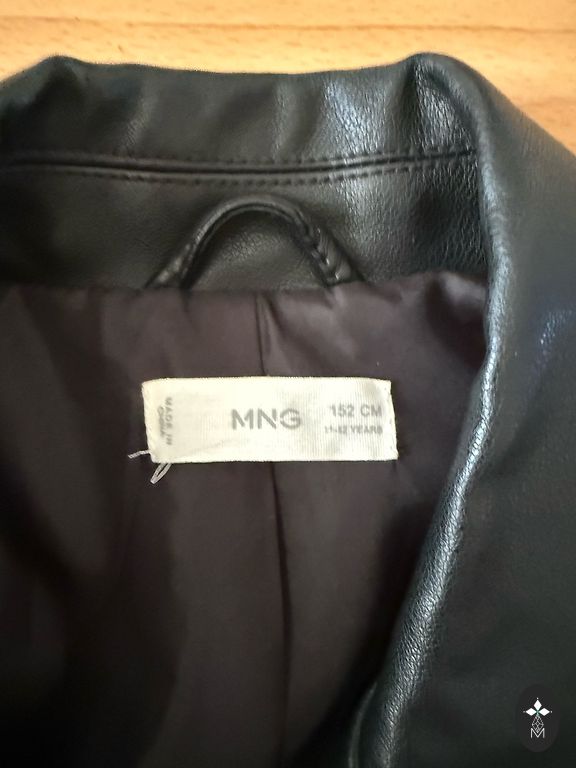 MADE IN
CHINA
MNG
152 CM
11-12 YEARS